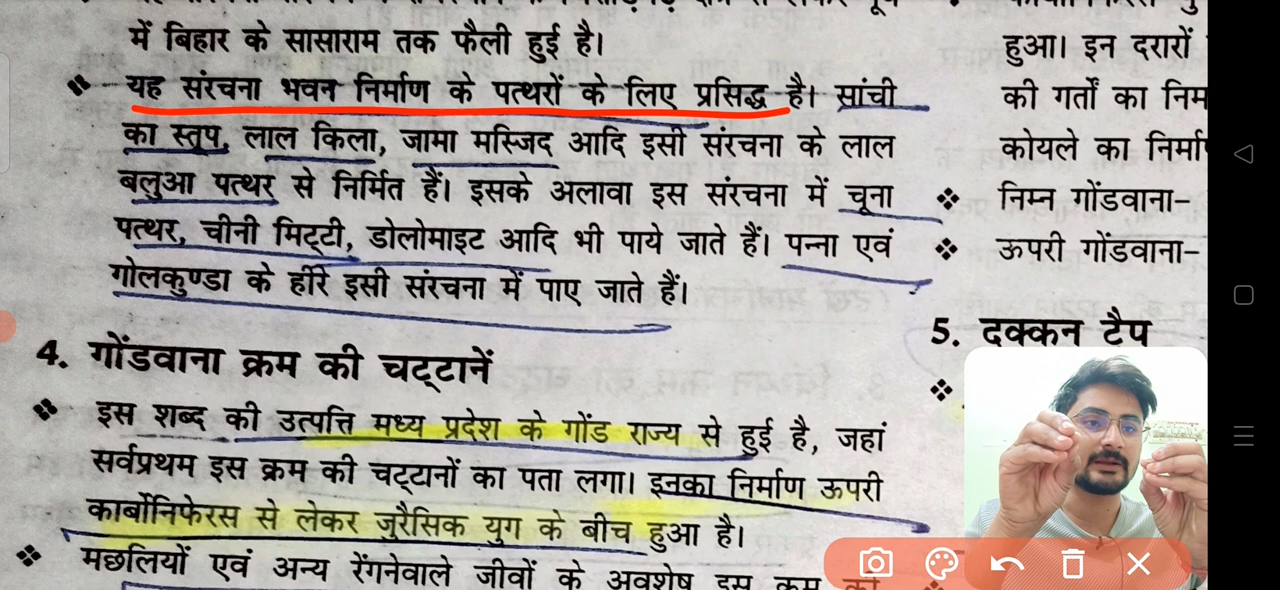 में बिहार के सासाराम तक फैली हुई है।
यह संरचना भवन निर्माण के पत्थरों के लिए प्रसिद्ध है। सांची
का स्तूप, लाल किला, जामा मस्जिद आदि इसी संरचना के लाल
बलुआ पत्थर से निर्मित हैं। इसके अलावा इस संरचना में चूना
पत्थर, चीनी मिट्टी, डोलोमाइट आदि भी पाये जाते हैं। पन्ना एवं
गोलकुण्डा के हीरे इसी संरचना में पाए जाते हैं।
4. गोंडवाना क्रम की चट्टानें
इस शब्द की उत्पत्ति मध्य प्रदेश के गोंड राज्य से हुई है, जहां
सर्वप्रथम इस क्रम की चट्टानों का पता लगा। इनका निर्माण ऊपरी
कार्बोनिफेरस से लेकर जुरैसिक युग के बीच हुआ है।
मछलियों एवं अन्य रेंगनेवाले जीवों के अवशेष इस क्रम की
हुआ। इन दरारों
की गर्तों का
कोयले का
निम्न गोंडवाना-
ऊपरी गोंडवाना-
5. दक्कन टैप